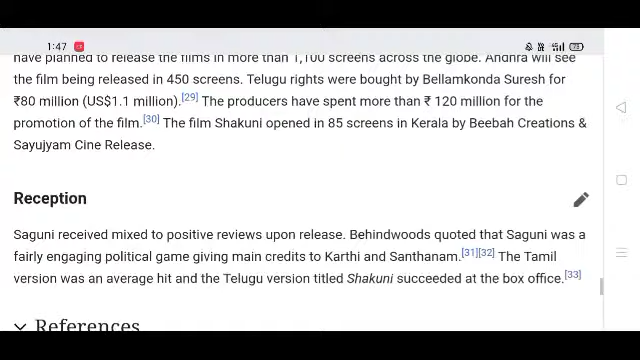 1:47
73
have planned to release the films in more than 1,100 screens across the globe. Andhra will see
the film being released in 450 screens. Telugu rights were bought by Bellamkonda Suresh for
₹80 million (US$1.1 million).[29] The producers have spent more than ₹ 120 million for the
promotion of the film.[30] The film Shakuni opened in 85 screens in Kerala by Beebah Creations &
Sayujyam Cine Release.
Reception
Saguni received mixed to positive reviews upon release. Behindwoods quoted that Saguni was a
fairly engaging political game giving main credits to Karthi and Santhanam.[31][32] The Tamil
version was an average hit and the Telugu version titled Shakuni succeeded at the box office.[33]
References